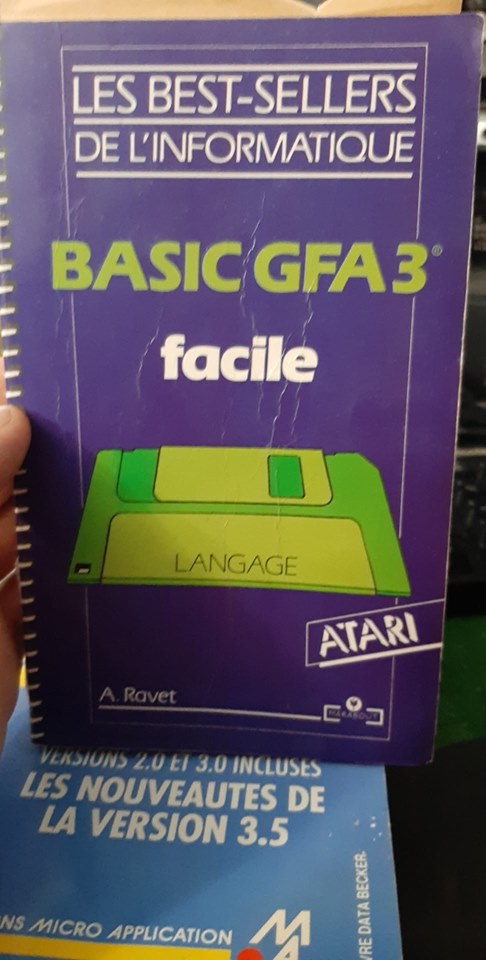 LES BEST-SELLERS
DE L'INFORMATIQUE
BASIC GFA 3®
facile
LANGAGE
ATARI
A. Ravet
MARABOUT
VERSIONS 2.0 ET 3.0 INCLUSES
LES NOUVEAUTES DE
LA VERSION 3.5
NS MICRO APPLICATION
MA
VRE DATA BECKER.